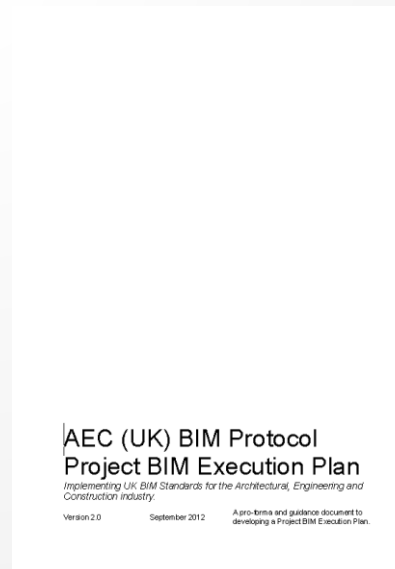 AEC (UK) BIM Protocol
Project BIM Execution Plan
Implementing UK BIM Standards for the Architectural, Engineering and
Construction industry.
Version 2.0 September 2012 A pro-forma and guidance document to
developing a Project BIM Execution Plan.